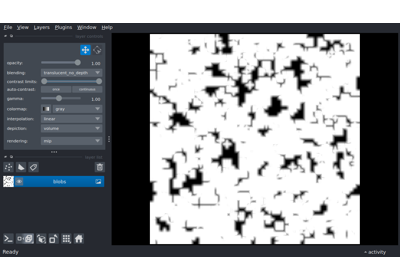 File View Layers Plugins Window Help
opacity: 1.00
blending: translucent_no_depth
contrast limits:
auto-contrast: once continuous
gamma: 1.00
colormap: gray
interpolation: linear
depiction: volume
rendering: mip
blobs
Ready
activity